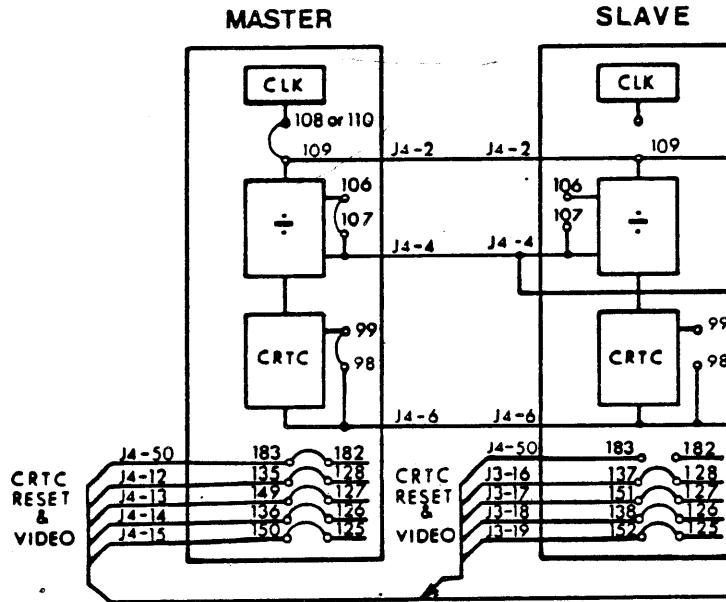 MASTER
SLAVE
CLK
CLK
108 or 110
109
J4-2
J4-2
109
106
106
107
107
÷
÷
J4-4
J4-4
99
99
CRTC
98
CRTC
98
J4-6
J4-6
J4-50
183
182
J4-50
183
182
CRTC
RESET
&
VIDEO
J4-12
135
128
J4-13
149
127
J4-14
136
126
J4-15
150
125
CRTC
RESET
&
VIDEO
J3-16
137
128
J3-17
151
127
J3-18
138
126
J3-19
152
125